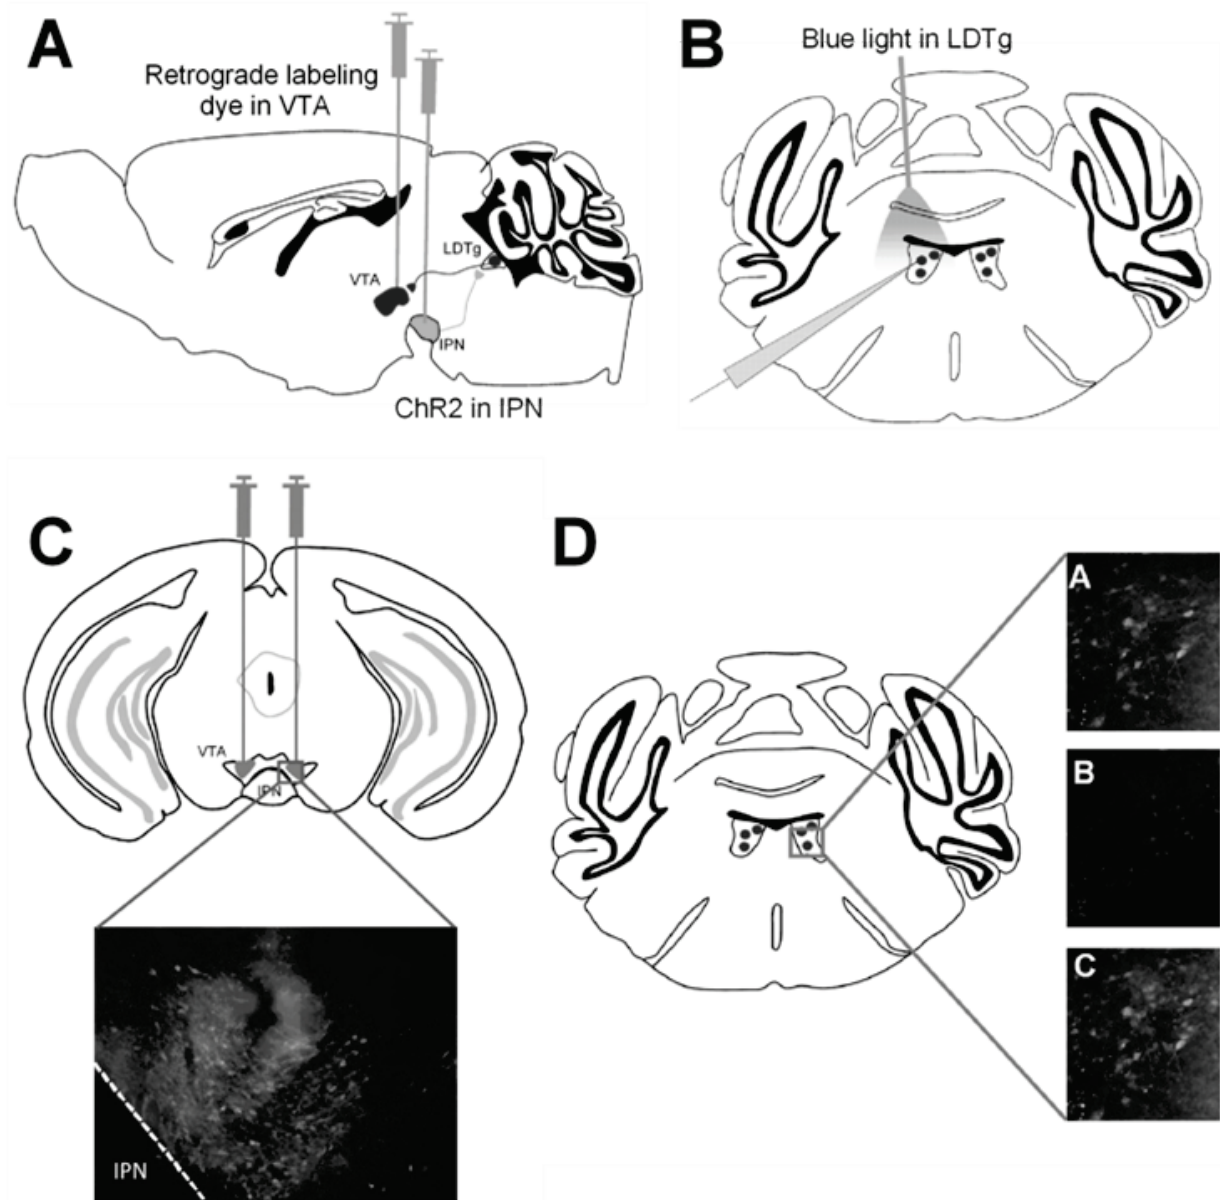 A
Retrograde labeling
dye in VTA
LDTg
VTA
IPN
ChR2 in IPN
B
Blue light in LDTg
C
VTA
IPN
IPN
D
A
B
C